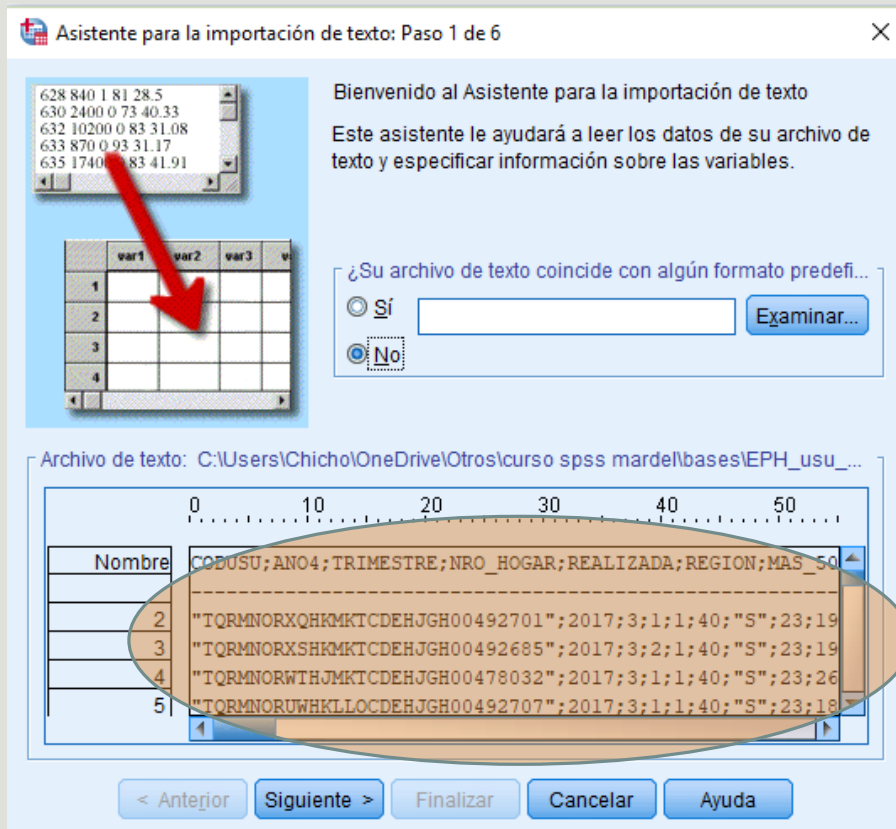 Asistente para la importación de texto: Paso 1 de 6
628 840 1 81 28.5
630 2400 0 73 40.33
632 10200 0 83 31.08
633 870 0 93 31.17
635 1740 83 41.91
var1 var2 var3 v
1
2
3
4
Bienvenido al Asistente para la importación de texto
Este asistente le ayudará a leer los datos de su archivo de
texto y especificar información sobre las variables.
¿Su archivo de texto coincide con algún formato predefi...
Sí
Examinar...
No
Archivo de texto: C:\Users\Chicho\OneDrive\Otros\curso spss mardel\bases\EPH_usu_...
0 10 20 30 40 50
Nombre CODUSU;ANO4;TRIMESTRE;NRO_HOGAR;REALIZADA;REGION;MAS_50
2 "TQRMNORXQHKMKTCDEHJGH00492701";2017;3;1;1;40;"S";23;19
3 "TQRMNORXSHKMKTCDEHJGH00492685";2017;3;2;1;40;"S";23;19
4 "TQRMNORWTHJMKTCDEHJGH00478032";2017;3;1;1;40;"S";23;26
5 "TQRMNORUWHKLLOCDEHJGH00492707";2017;3;1;1;40;"S";23;18
< Anterior
Siguiente >
Finalizar
Cancelar
Ayuda